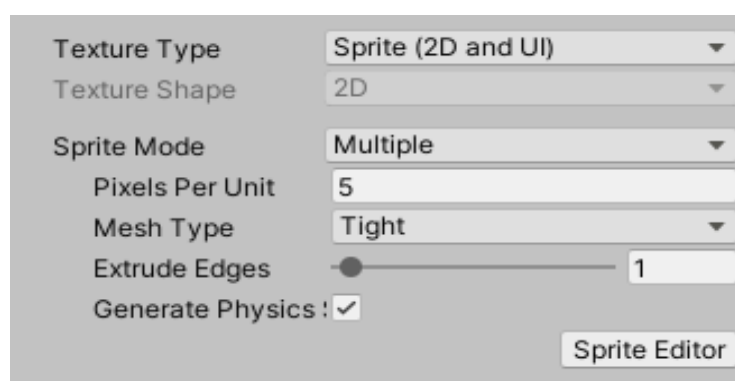 Texture Type Sprite (2D and UI)
Texture Shape 2D
Sprite Mode Multiple
Pixels Per Unit 5
Mesh Type Tight
Extrude Edges 1
Generate Physics
Sprite Editor